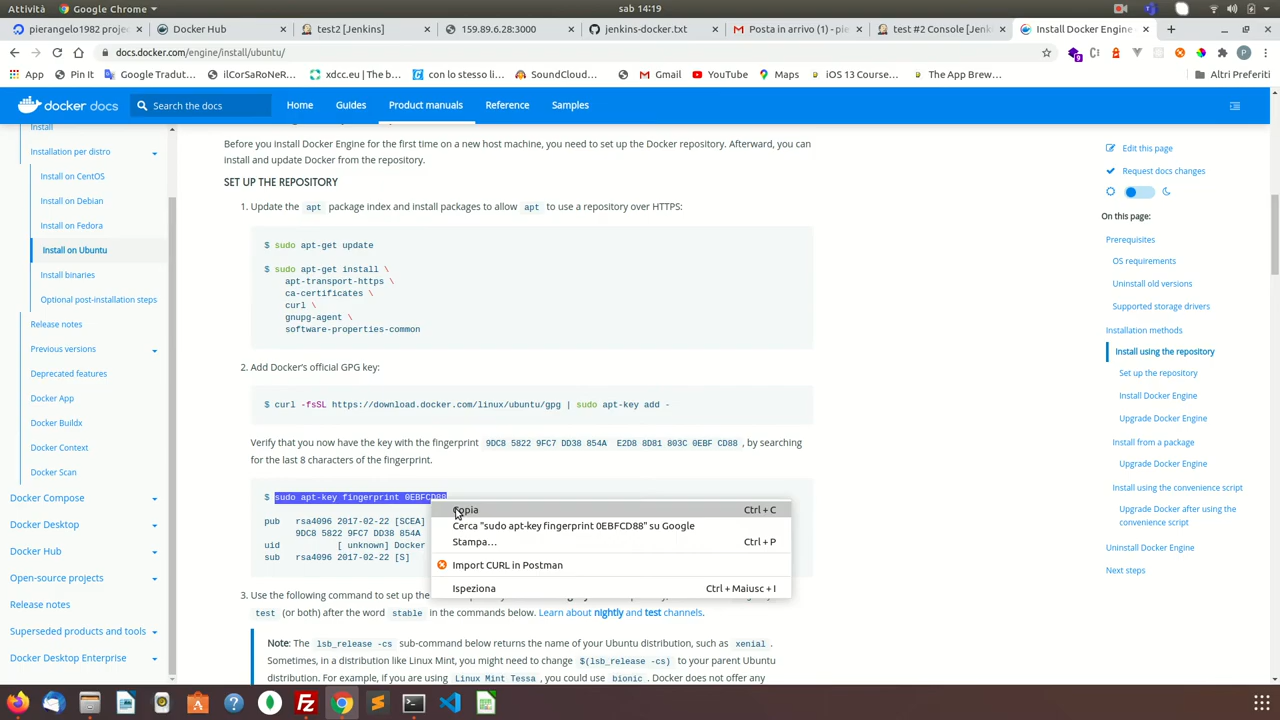 Attività
Google Chrome
sab 14:19
pierangelo1982 proje
Docker Hub
test2 [Jenkins]
159.89.6.28:3000
jenkins-docker.txt
Posta in arrivo (1) - pie
test #2 Console [Jenk
Install Docker Engine
docs.docker.com/engine/install/ubuntu/
App
Pin It
Google Tradut...
ilCorSaRoNeR...
xdcc.eu | The b...
con lo stesso li...
SoundCloud...
Gmail
YouTube
Maps
iOS 13 Course...
The App Brew...
Altri Preferiti
docker docs
Search the docs
Home
Guides
Product manuals
Reference
Samples
Install
Installation per distro
Install on CentOS
Install on Debian
Install on Fedora
Install on Ubuntu
Install binaries
Optional post-installation steps
Release notes
Previous versions
Deprecated features
Docker App
Docker Buildx
Docker Context
Docker Scan
Docker Compose
Docker Desktop
Docker Hub
Open-source projects
Release notes
Superseded products and tools
Docker Desktop Enterprise
Before you install Docker Engine for the first time on a new host machine, you need to set up the Docker repository. Afterward, you can
install and update Docker from the repository.
SET UP THE REPOSITORY
1. Update the apt package index and install packages to allow apt to use a repository over HTTPS:
$ sudo apt-get update
$ sudo apt-get install \
apt-transport-https \
ca-certificates \
curl \
gnupg-agent \
software-properties-common
2. Add Docker's official GPG key:
$ curl -fsSL https://download.docker.com/linux/ubuntu/gpg | sudo apt-key add -
Verify that you now have the key with the fingerprint 9DC8 5822 9FC7 DD38 854A E2D8 8D81 803C 0EBF CD88 , by searching
for the last 8 characters of the fingerprint.
$ sudo apt-key fingerprint 0EBFCD88
pub rsa4096 2017-02-22 [SCEA]
9DC8 5822 9FC7 DD38 854A
uid [ unknown] Docker
sub rsa4096 2017-02-22 [S]
Copia Ctrl + C
Cerca "sudo apt-key fingerprint 0EBFCD88" su Google
Stampa... Ctrl + P
Import CURL in Postman
Ispeziona Ctrl + Maiusc + I
3. Use the following command to set up the
test (or both) after the word stable in the commands below. Learn about nightly and test channels.
Note: The lsb_release -cs sub-command below returns the name of your Ubuntu distribution, such as xenial .
Sometimes, in a distribution like Linux Mint, you might need to change $(lsb_release -cs) to your parent Ubuntu
distribution. For example, if you are using Linux Mint Tessa , you could use bionic . Docker does not offer any
Edit this page
Request docs changes
On this page:
Prerequisites
OS requirements
Uninstall old versions
Supported storage drivers
Installation methods
Install using the repository
Set up the repository
Install Docker Engine
Upgrade Docker Engine
Install from a package
Upgrade Docker Engine
Install using the convenience script
Upgrade Docker after using the
convenience script
Uninstall Docker Engine
Next steps